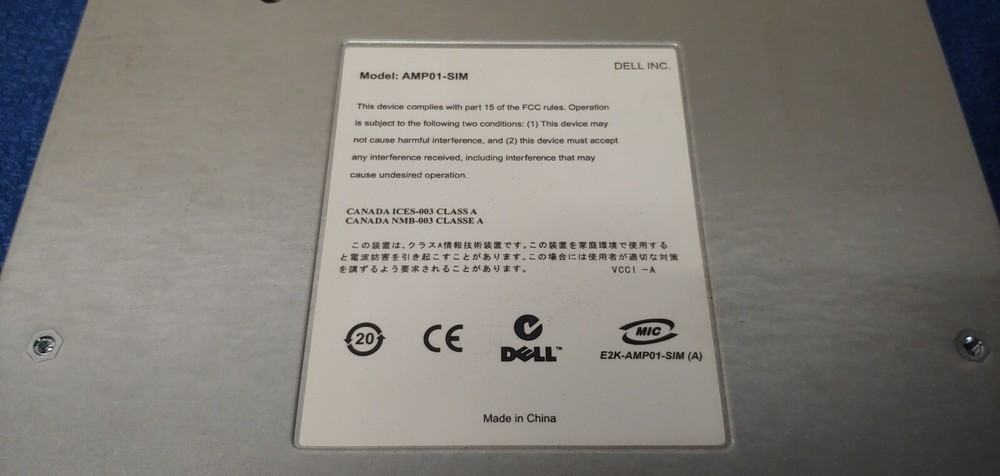 DELL INC.
Model: AMP01-SIM
This device complies with part 15 of the FCC rules. Operation
is subject to the following two conditions: (1) This device may
not cause harmful interference, and (2) this device must accept
any interference received, including interference that may
cause undesired operation.
CANADA ICES-003 CLASS A
CANADA NMB-003 CLASSE A
この装置は、クラスA情報技術装置です。この装置を家庭環境で使用する
と電波妨害を引き起こすことがあります。この場合には使用者が適切な対策
を講ずるよう要求されることがあります。 VCCI-A
20
CE
DELL™
MIC
E2K-AMP01-SIM (A)
Made in China